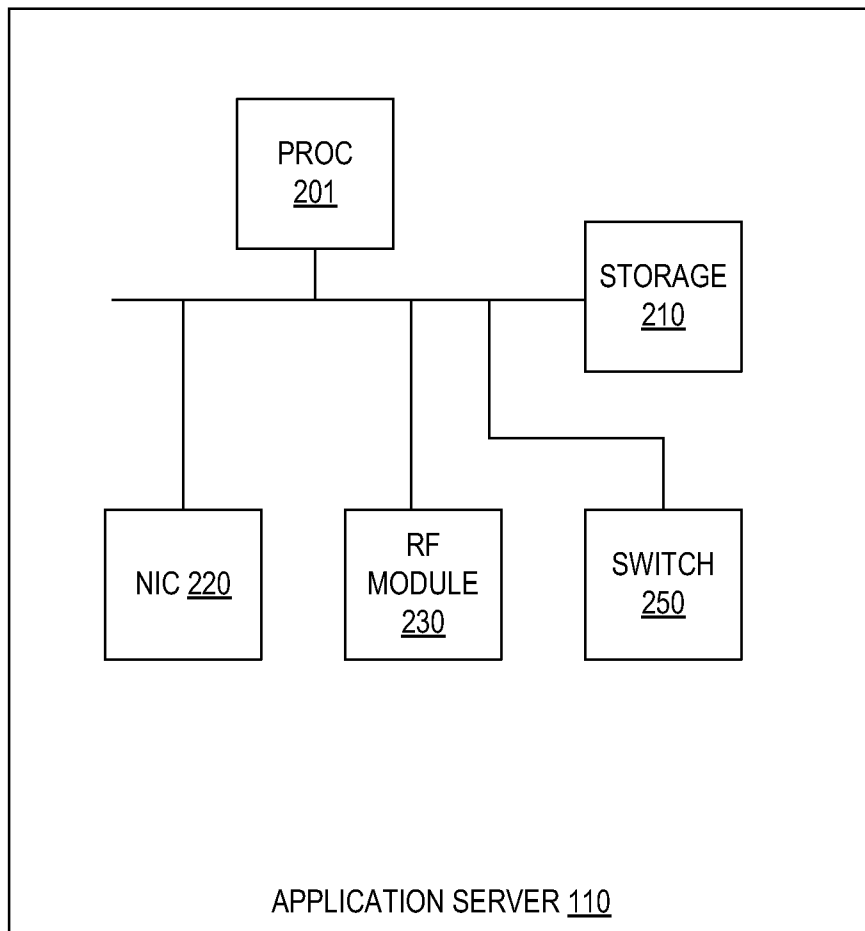 PROC
201
STORAGE
210
NIC 220
RF
MODULE
230
SWITCH
250
APPLICATION SERVER 110